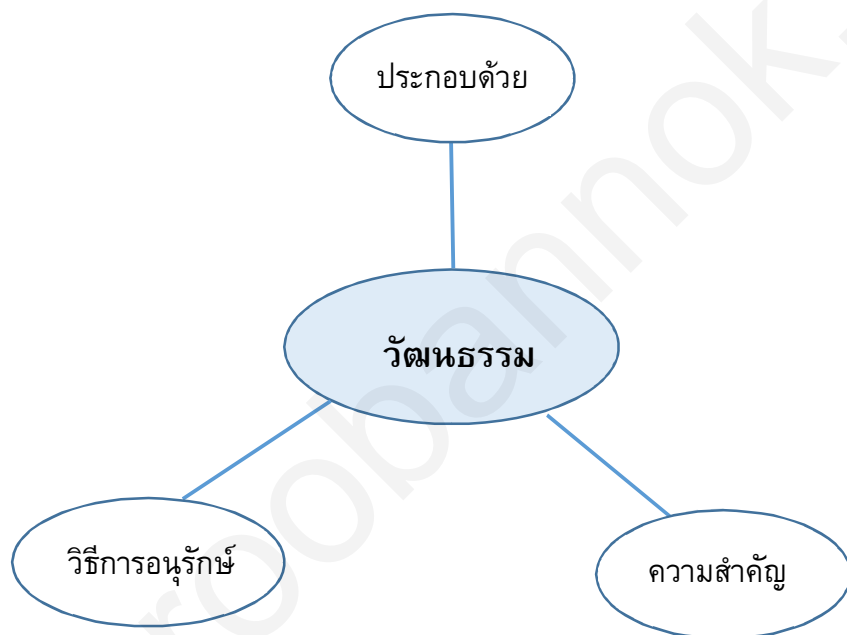 ประกอบด้วย
วัฒนธรรม
วิธีการอนุรักษ์
ความสำคัญ
roobannok.